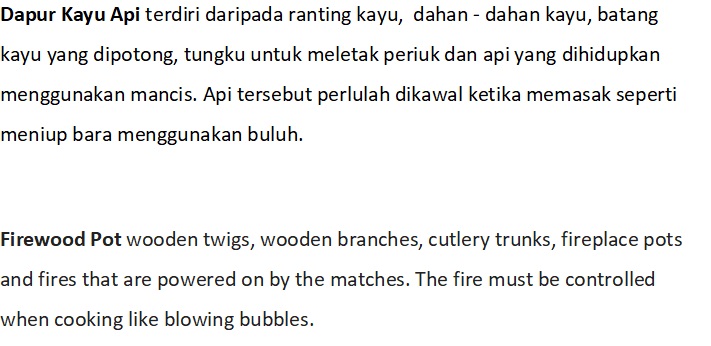 Dapur Kayu Api terdiri daripada ranting kayu, dahan - dahan kayu, batang
kayu yang dipotong, tungku untuk meletak periuk dan api yang dihidupkan
menggunakan mancis. Api tersebut perlulah dikawal ketika memasak seperti
meniup bara menggunakan buluh.
Firewood Pot wooden twigs, wooden branches, cutlery trunks, fireplace pots
and fires that are powered on by the matches. The fire must be controlled
when cooking like blowing bubbles.